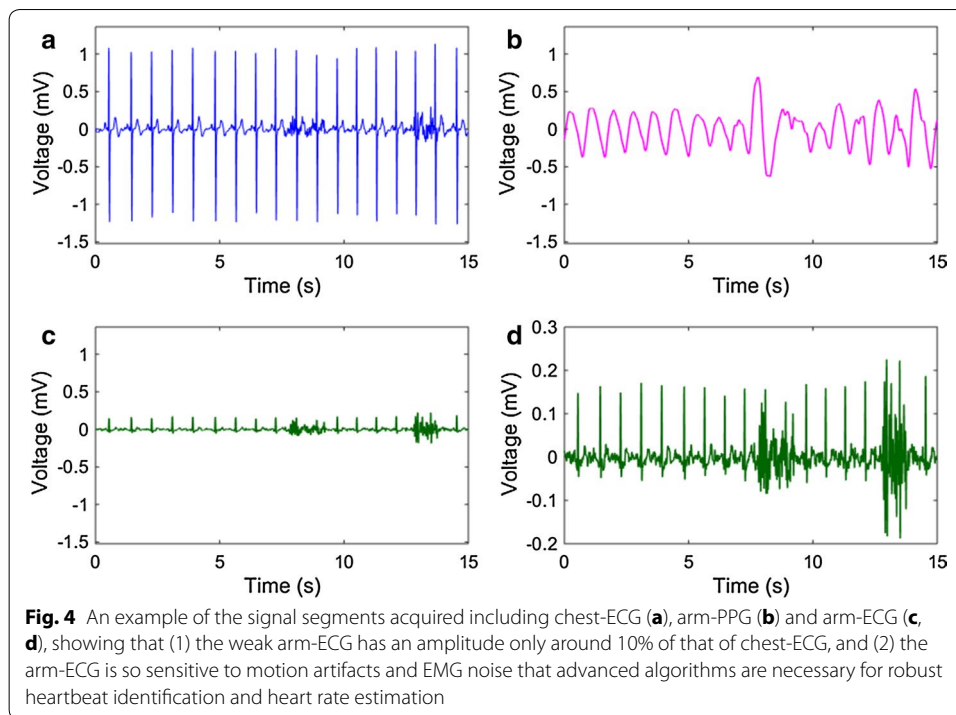 a
b
1
0.5
0
-0.5
-1
-1.5
Voltage (mV)
0
5
10
15
Time (s)
1
0.5
0
-0.5
-1
-1.5
Voltage (mV)
0
5
10
15
Time (s)
c
d
1
0.5
0
-0.5
-1
-1.5
Voltage (mV)
0
5
10
15
Time (s)
0.3
0.2
0.1
0
-0.1
-0.2
Voltage (mV)
0
5
10
15
Time (s)
Fig. 4 An example of the signal segments acquired including chest-ECG (a), arm-PPG (b) and arm-ECG (c,
d), showing that (1) the weak arm-ECG has an amplitude only around 10% of that of chest-ECG, and (2) the
arm-ECG is so sensitive to motion artifacts and EMG noise that advanced algorithms are necessary for robust
heartbeat identification and heart rate estimation